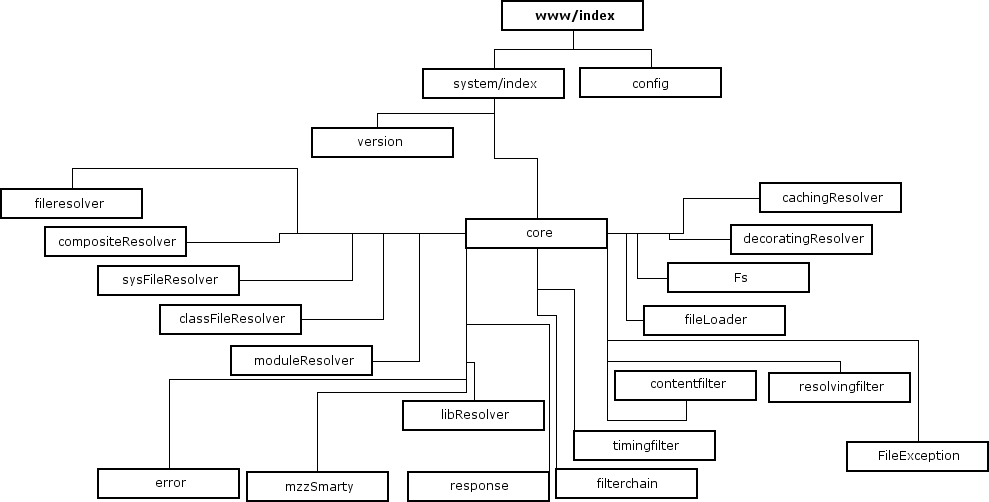 www/index
system/index
config
version
fileresolver
cachingResolver
compositeResolver
core
decoratingResolver
sysFileResolver
Fs
classFileResolver
fileLoader
moduleResolver
contentfilter
resolvingfilter
libResolver
timingfilter
FileException
error
mzzSmarty
response
filterchain